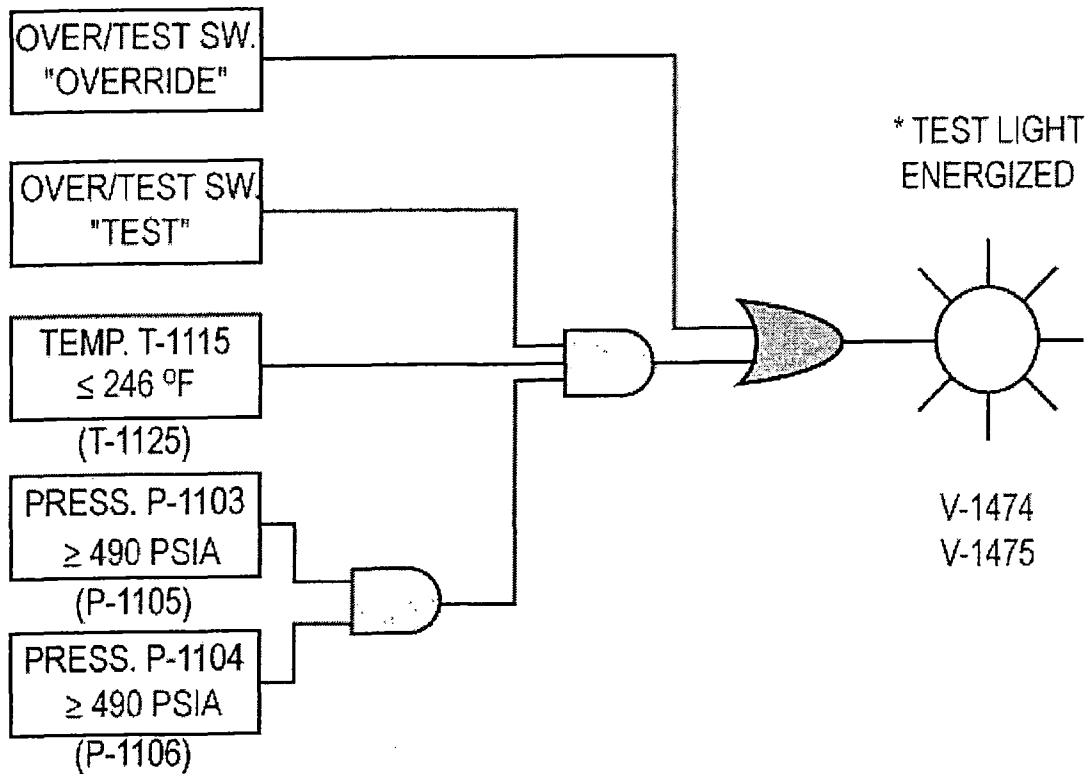 OVER/TEST SW.
"OVERRIDE"
OVER/TEST SW.
"TEST"
TEMP. T-1115
≤ 246 ºF
(T-1125)
PRESS. P-1103
≥ 490 PSIA
(P-1105)
PRESS. P-1104
≥ 490 PSIA
(P-1106)
* TEST LIGHT
ENERGIZED
V-1474
V-1475